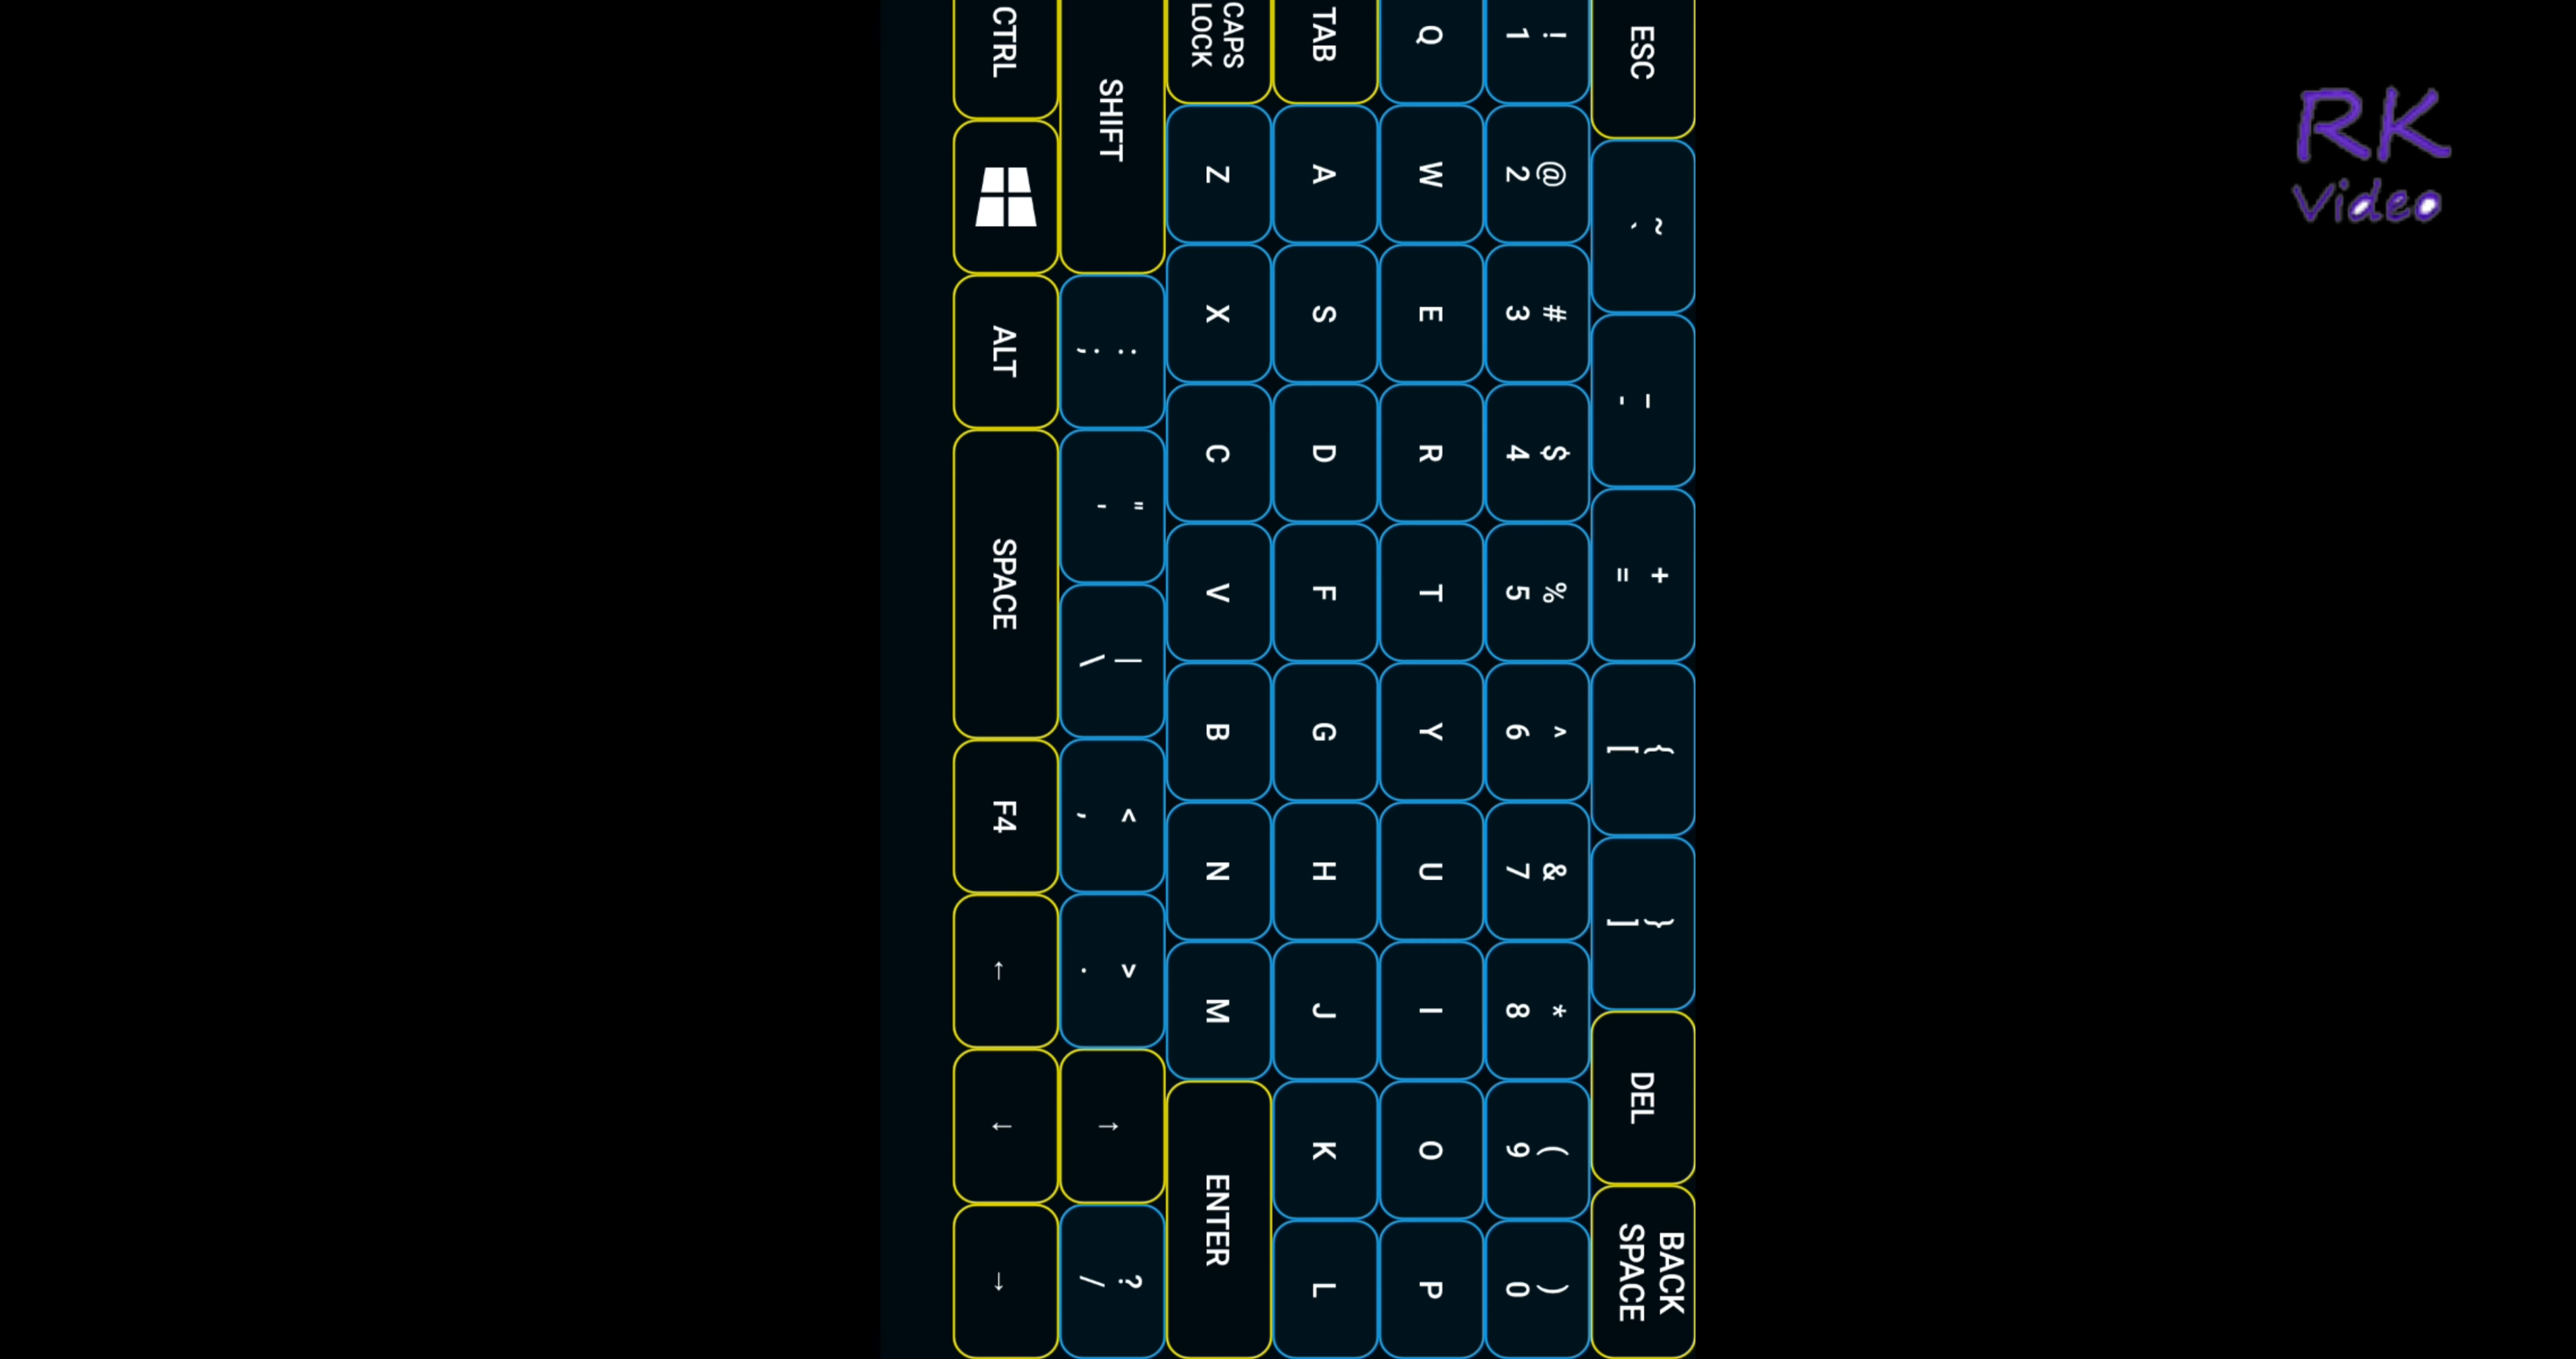 ESC ~ ` _ - + = { [ } ] DEL BACK SPACE
! 1 @ 2 # 3 $ 4 % 5 ^ 6 & 7 * 8 ( 9 ) 0
Q W E R T Y U I O P
TAB A S D F G H J K L
CAPS LOCK Z X C V B N M ENTER
SHIFT : ; " ' | \ < , > . ↑ ? /
CTRL ALT SPACE F4 ← ↓ →
RK
Video